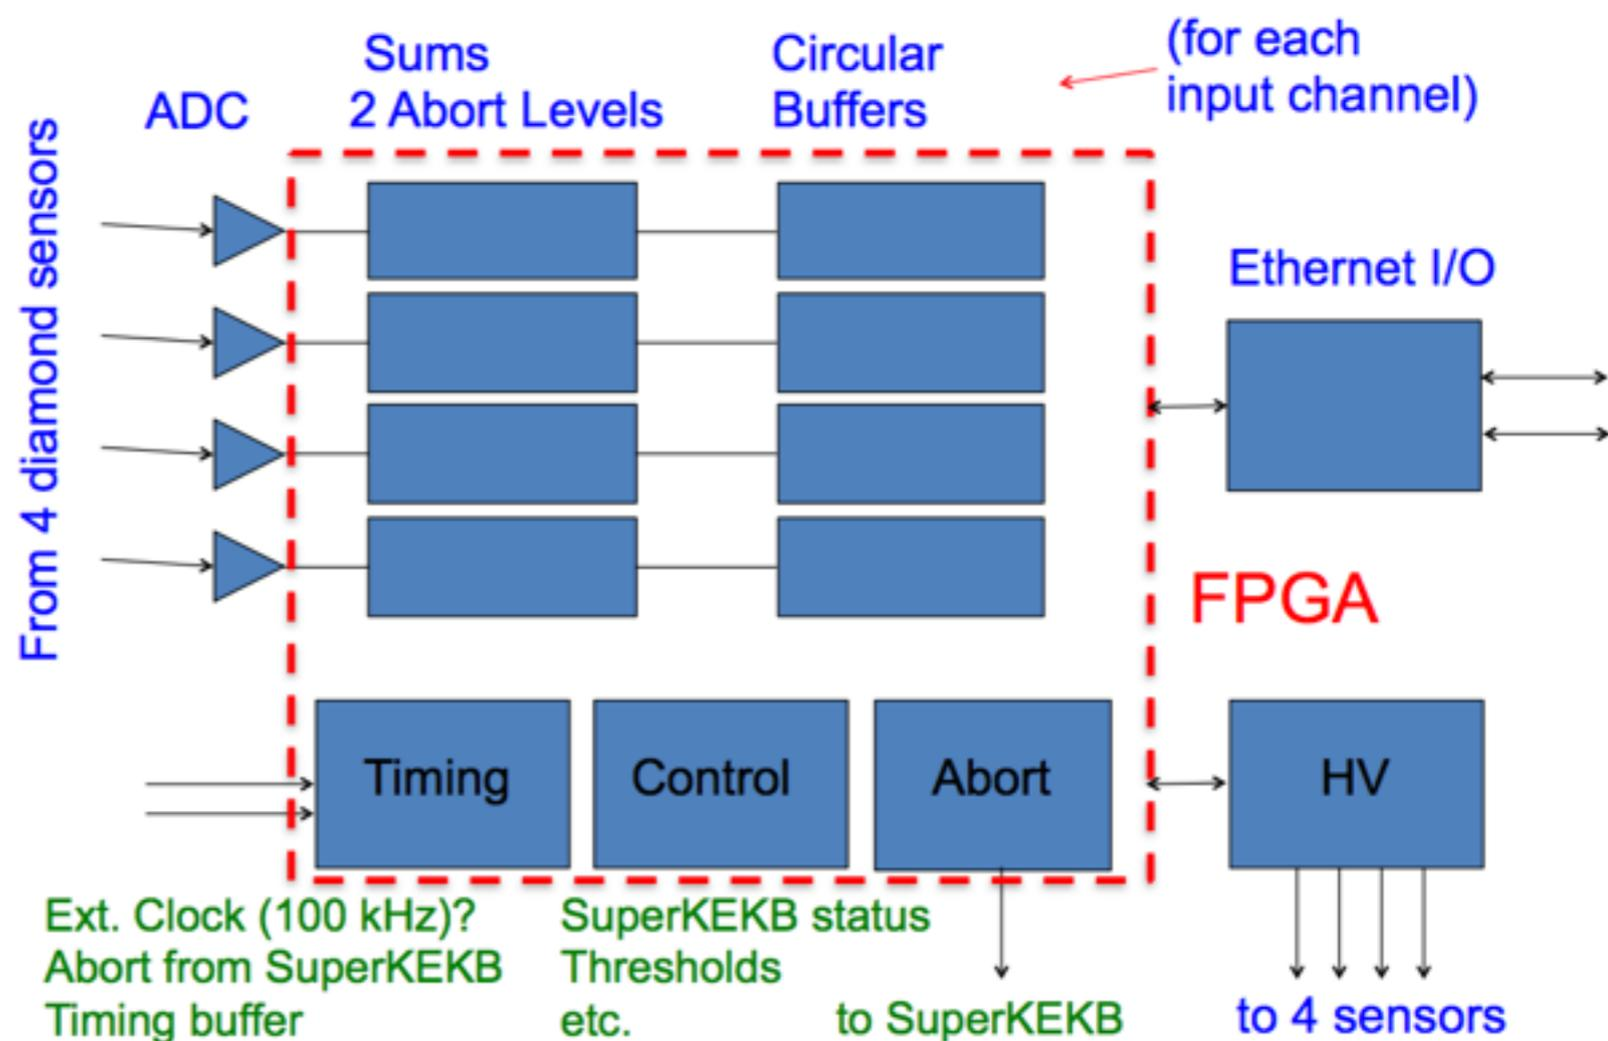 Sums
2 Abort Levels
Circular
Buffers
(for each
input channel)
ADC
From 4 diamond sensors
Ethernet I/O
FPGA
Timing
Control
Abort
HV
Ext. Clock (100 kHz)?
Abort from SuperKEKB
Timing buffer
SuperKEKB status
Thresholds
etc.
to SuperKEKB
to 4 sensors